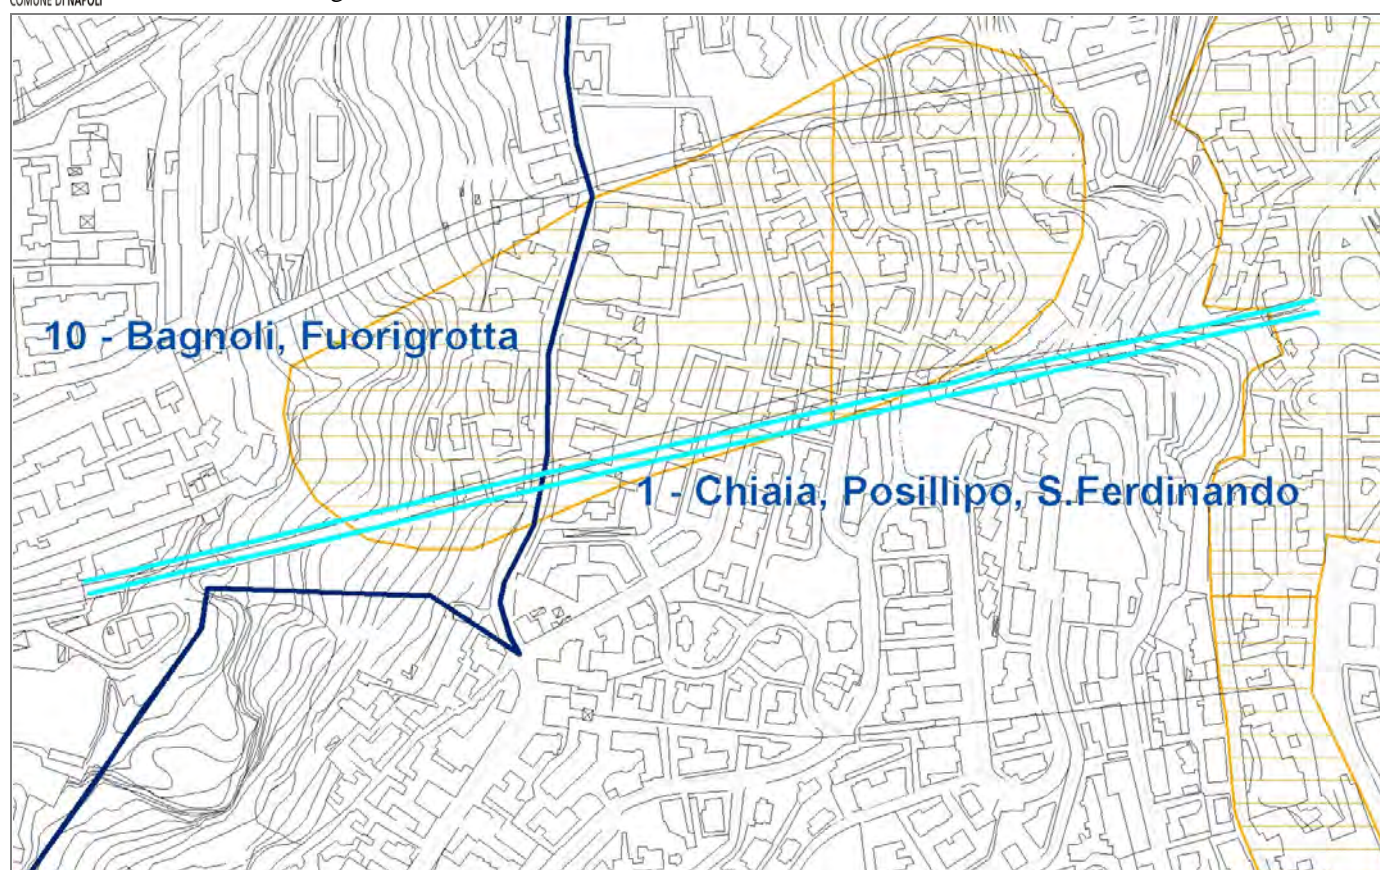 COMUNE DI NAPOLI
10 - Bagnoli, Fuorigrotta
1 - Chiaia, Posillipo, S.Ferdinando